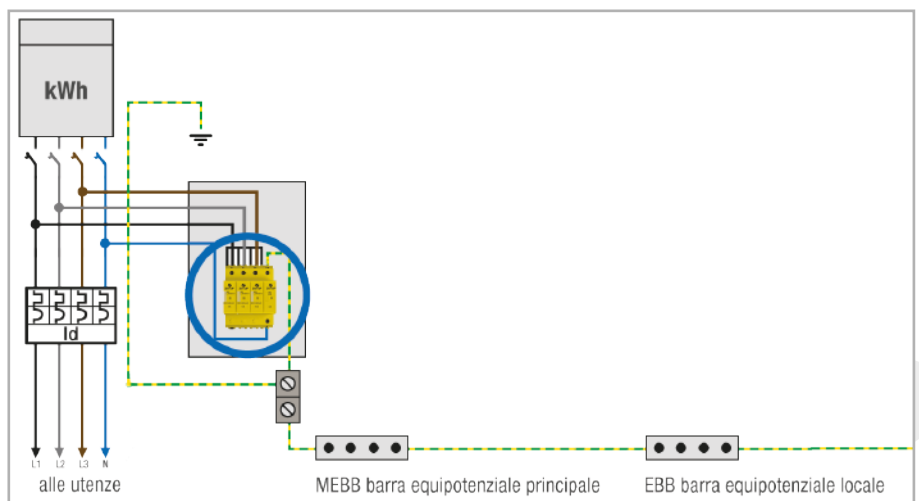 kWh
Id
L1 L2 L3 N
alle utenze
MEBB barra equipotenziale principale
EBB barra equipotenziale locale